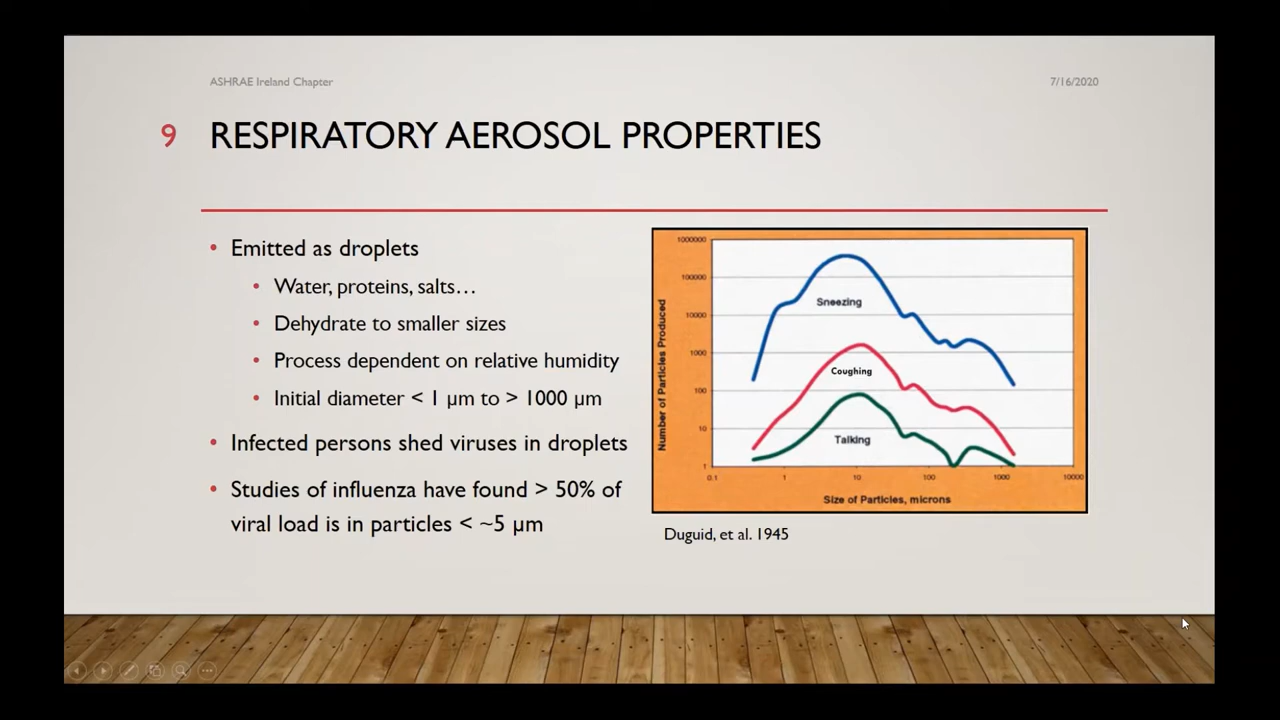 ASHRAE Ireland Chapter
7/16/2020
9
RESPIRATORY AEROSOL PROPERTIES
• Emitted as droplets
• Water, proteins, salts…
• Dehydrate to smaller sizes
• Process dependent on relative humidity
• Initial diameter < 1 µm to > 1000 µm
• Infected persons shed viruses in droplets
• Studies of influenza have found > 50% of
viral load is in particles < ~5 µm
Number of Particles Produced
1000000
100000
10000
1000
100
10
1
Sneezing
Coughing
Talking
0.1
1
10
100
1000
10000
Size of Particles, microns
Duguid, et al. 1945